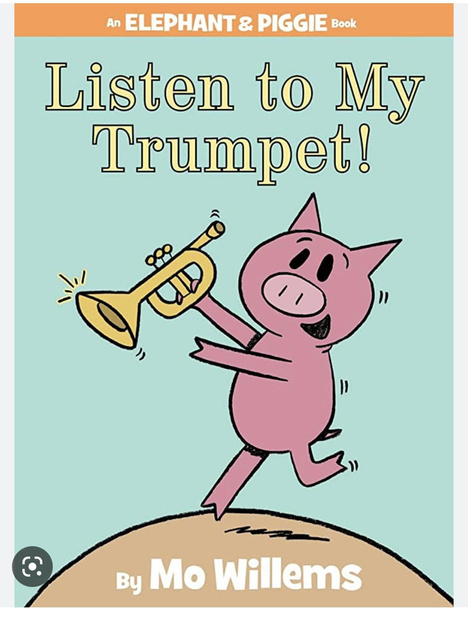 An ELEPHANT & PIGGIE Book
Listen to My
Trumpet!
By Mo Willems